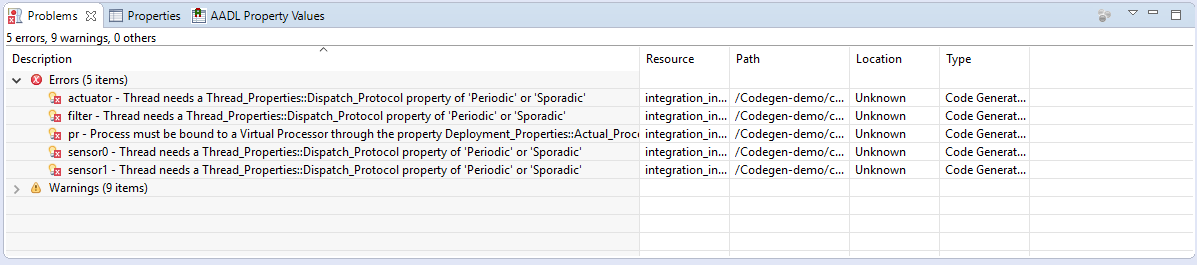 Problems Properties AADL Property Values
5 errors, 9 warnings, 0 others
Description Resource Path Location Type
Errors (5 items)
actuator - Thread needs a Thread_Properties::Dispatch_Protocol property of 'Periodic' or 'Sporadic' integration_in... /Codegen-demo/c... Unknown Code Generat...
filter - Thread needs a Thread_Properties::Dispatch_Protocol property of 'Periodic' or 'Sporadic' integration_in... /Codegen-demo/c... Unknown Code Generat...
pr - Process must be bound to a Virtual Processor through the property Deployment_Properties::Actual_Proce integration_in... /Codegen-demo/c... Unknown Code Generat...
sensor0 - Thread needs a Thread_Properties::Dispatch_Protocol property of 'Periodic' or 'Sporadic' integration_in... /Codegen-demo/c... Unknown Code Generat...
sensor1 - Thread needs a Thread_Properties::Dispatch_Protocol property of 'Periodic' or 'Sporadic' integration_in... /Codegen-demo/c... Unknown Code Generat...
Warnings (9 items)